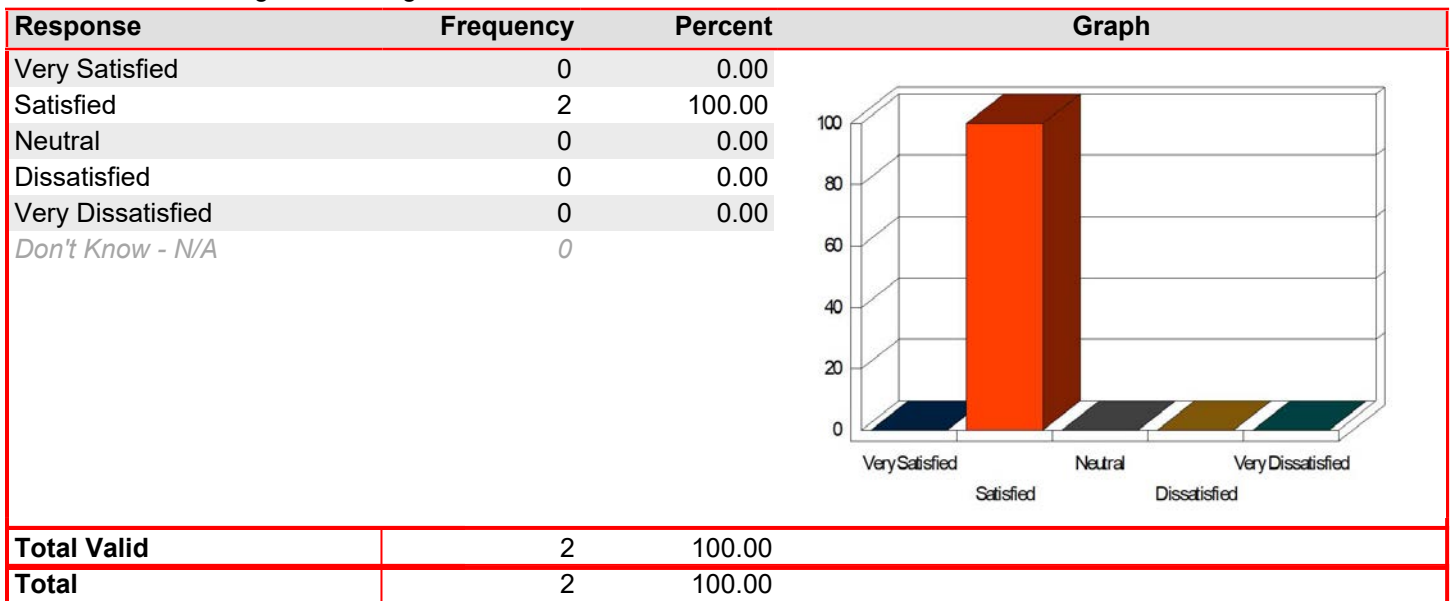 Response Frequency Percent Graph
Very Satisfied 0 0.00
Satisfied 2 100.00
Neutral 0 0.00
Dissatisfied 0 0.00
Very Dissatisfied 0 0.00
Don't Know - N/A 0
100
80
60
40
20
0
Very Satisfied Neutral Very Dissatisfied
Satisfied Dissatisfied
Total Valid 2 100.00
Total 2 100.00